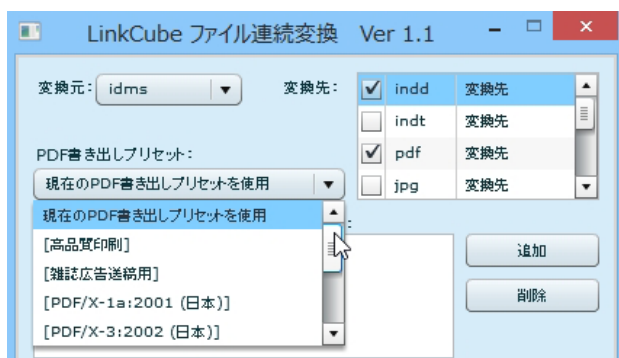 LinkCube ファイル連続変換 Ver 1.1
変換元: idms 変換先:
indd 変換先
indt 変換先
pdf 変換先
jpg 変換先
PDF書き出しプリセット:
現在のPDF書き出しプリセットを使用
現在のPDF書き出しプリセットを使用
[高品質印刷]
[雑誌広告送稿用]
[PDF/X-1a:2001 (日本)]
[PDF/X-3:2002 (日本)]
:
追加
削除